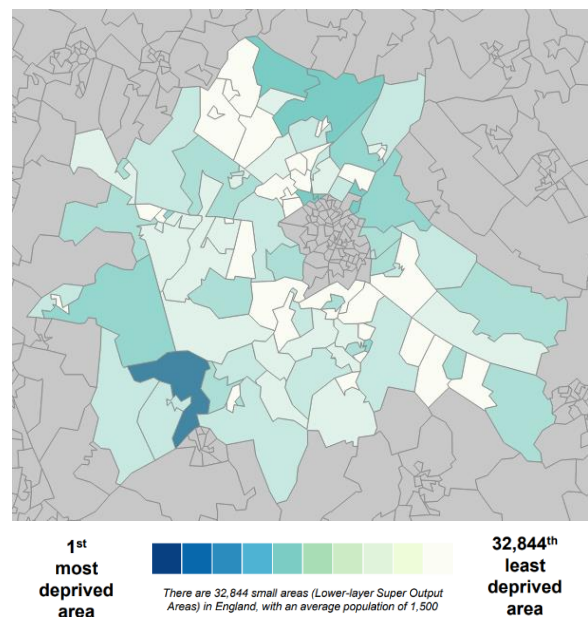 1st
most
deprived
area
There are 32,844 small areas (Lower-layer Super Output
Areas) in England, with an average population of 1,500
32,844th
least
deprived
area